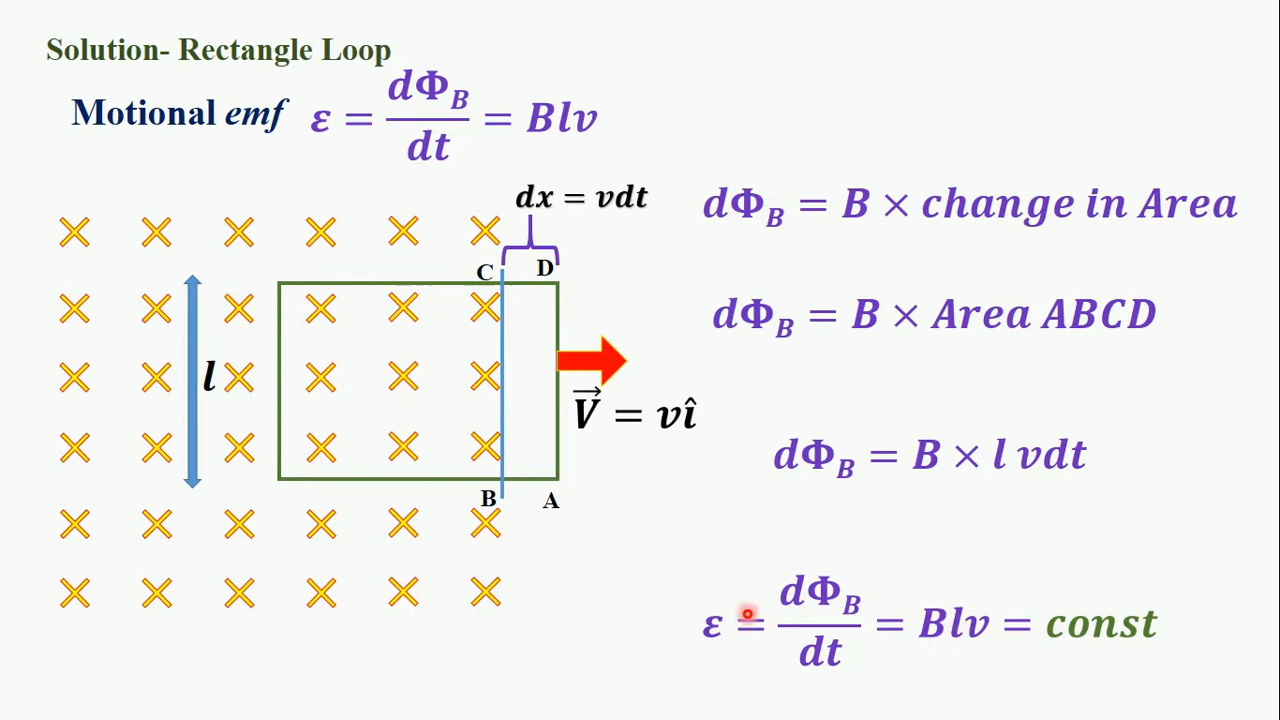 Solution- Rectangle Loop
Motional emf ε = dΦ_B/dt = Blv
dx = vdt
dΦ_B = B × change in Area
C D
dΦ_B = B × Area ABCD
l
V⃗ = vî
dΦ_B = B × l vdt
B A
ε = dΦ_B/dt = Blv = const